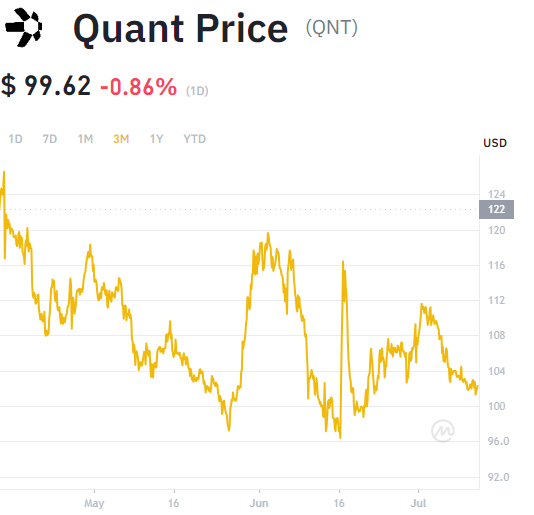 Quant Price (QNT)
$ 99.62 -0.86% (1D)
1D 7D 1M 3M 1Y YTD
USD
124
122
120
116
112
108
104
100
96.0
92.0
May 16 Jun 16 Jul